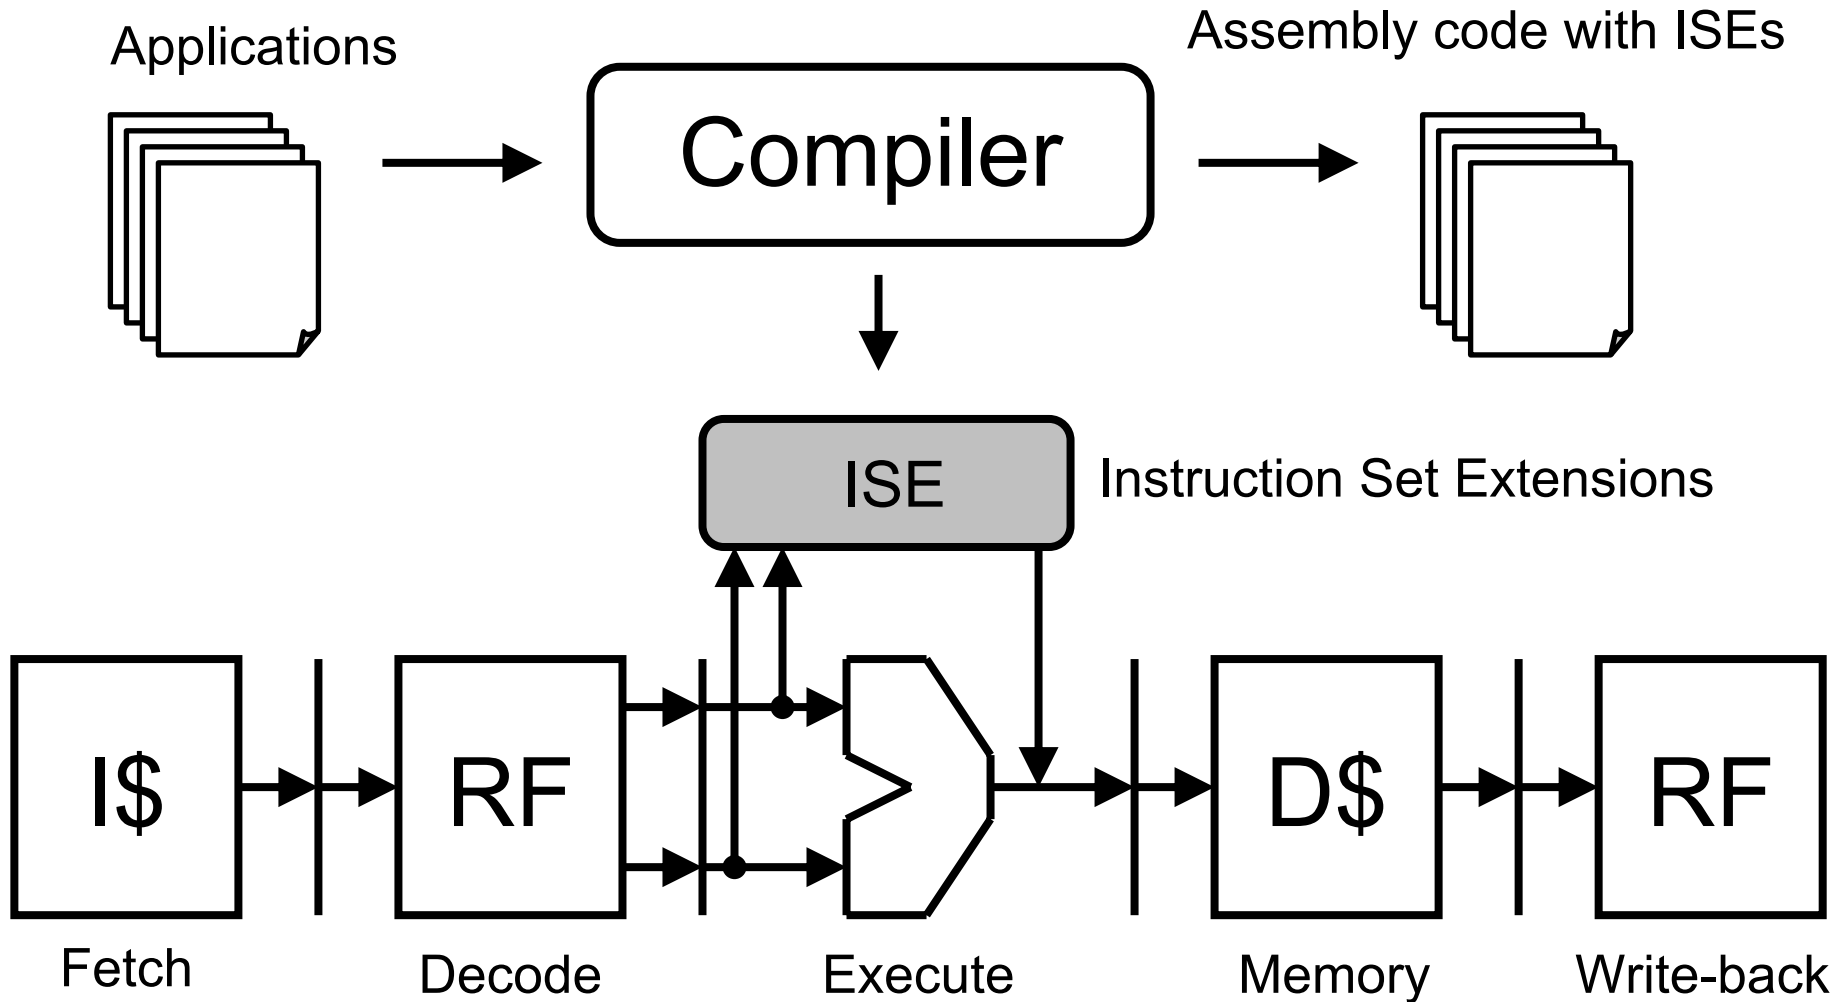 Applications
Assembly code with ISEs
Compiler
ISE
Instruction Set Extensions
I$
RF
D$
RF
Fetch
Decode
Execute
Memory
Write-back